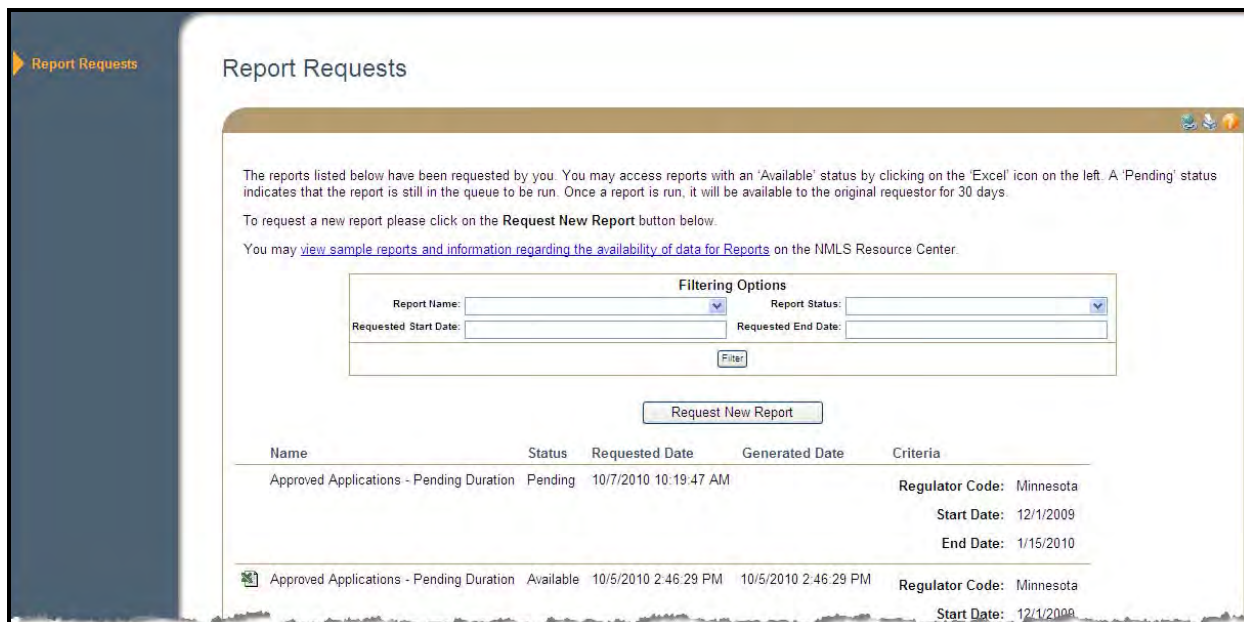 Report Requests
Report Requests
The reports listed below have been requested by you. You may access reports with an 'Available' status by clicking on the 'Excel' icon on the left. A 'Pending' status
indicates that the report is still in the queue to be run. Once a report is run, it will be available to the original requestor for 30 days.
To request a new report please click on the Request New Report button below.
You may view sample reports and information regarding the availability of data for Reports on the NMLS Resource Center.
Filtering Options
Report Name: Report Status:
Requested Start Date: Requested End Date:
Filter
Request New Report
Name Status Requested Date Generated Date Criteria
Approved Applications - Pending Duration Pending 10/7/2010 10:19:47 AM Regulator Code: Minnesota
Start Date: 12/1/2009
End Date: 1/15/2010
Approved Applications - Pending Duration Available 10/5/2010 2:46:29 PM 10/5/2010 2:46:29 PM Regulator Code: Minnesota
Start Date: 12/1/2009